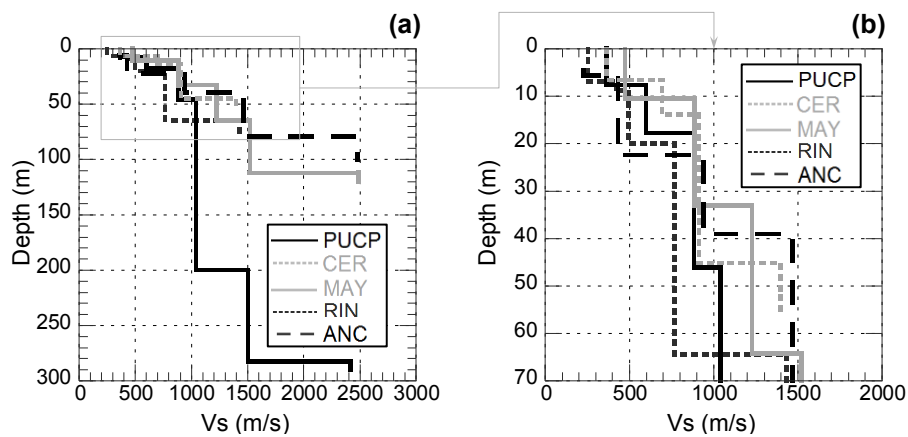 (a)
0
50
100
150
200
250
300
Depth (m)
PUCP
CER
MAY
RIN
ANC
0 500 1000 1500 2000 2500 3000
Vs (m/s)
(b)
0
10
20
30
40
50
60
70
Depth (m)
PUCP
CER
MAY
RIN
ANC
0 500 1000 1500 2000
Vs (m/s)